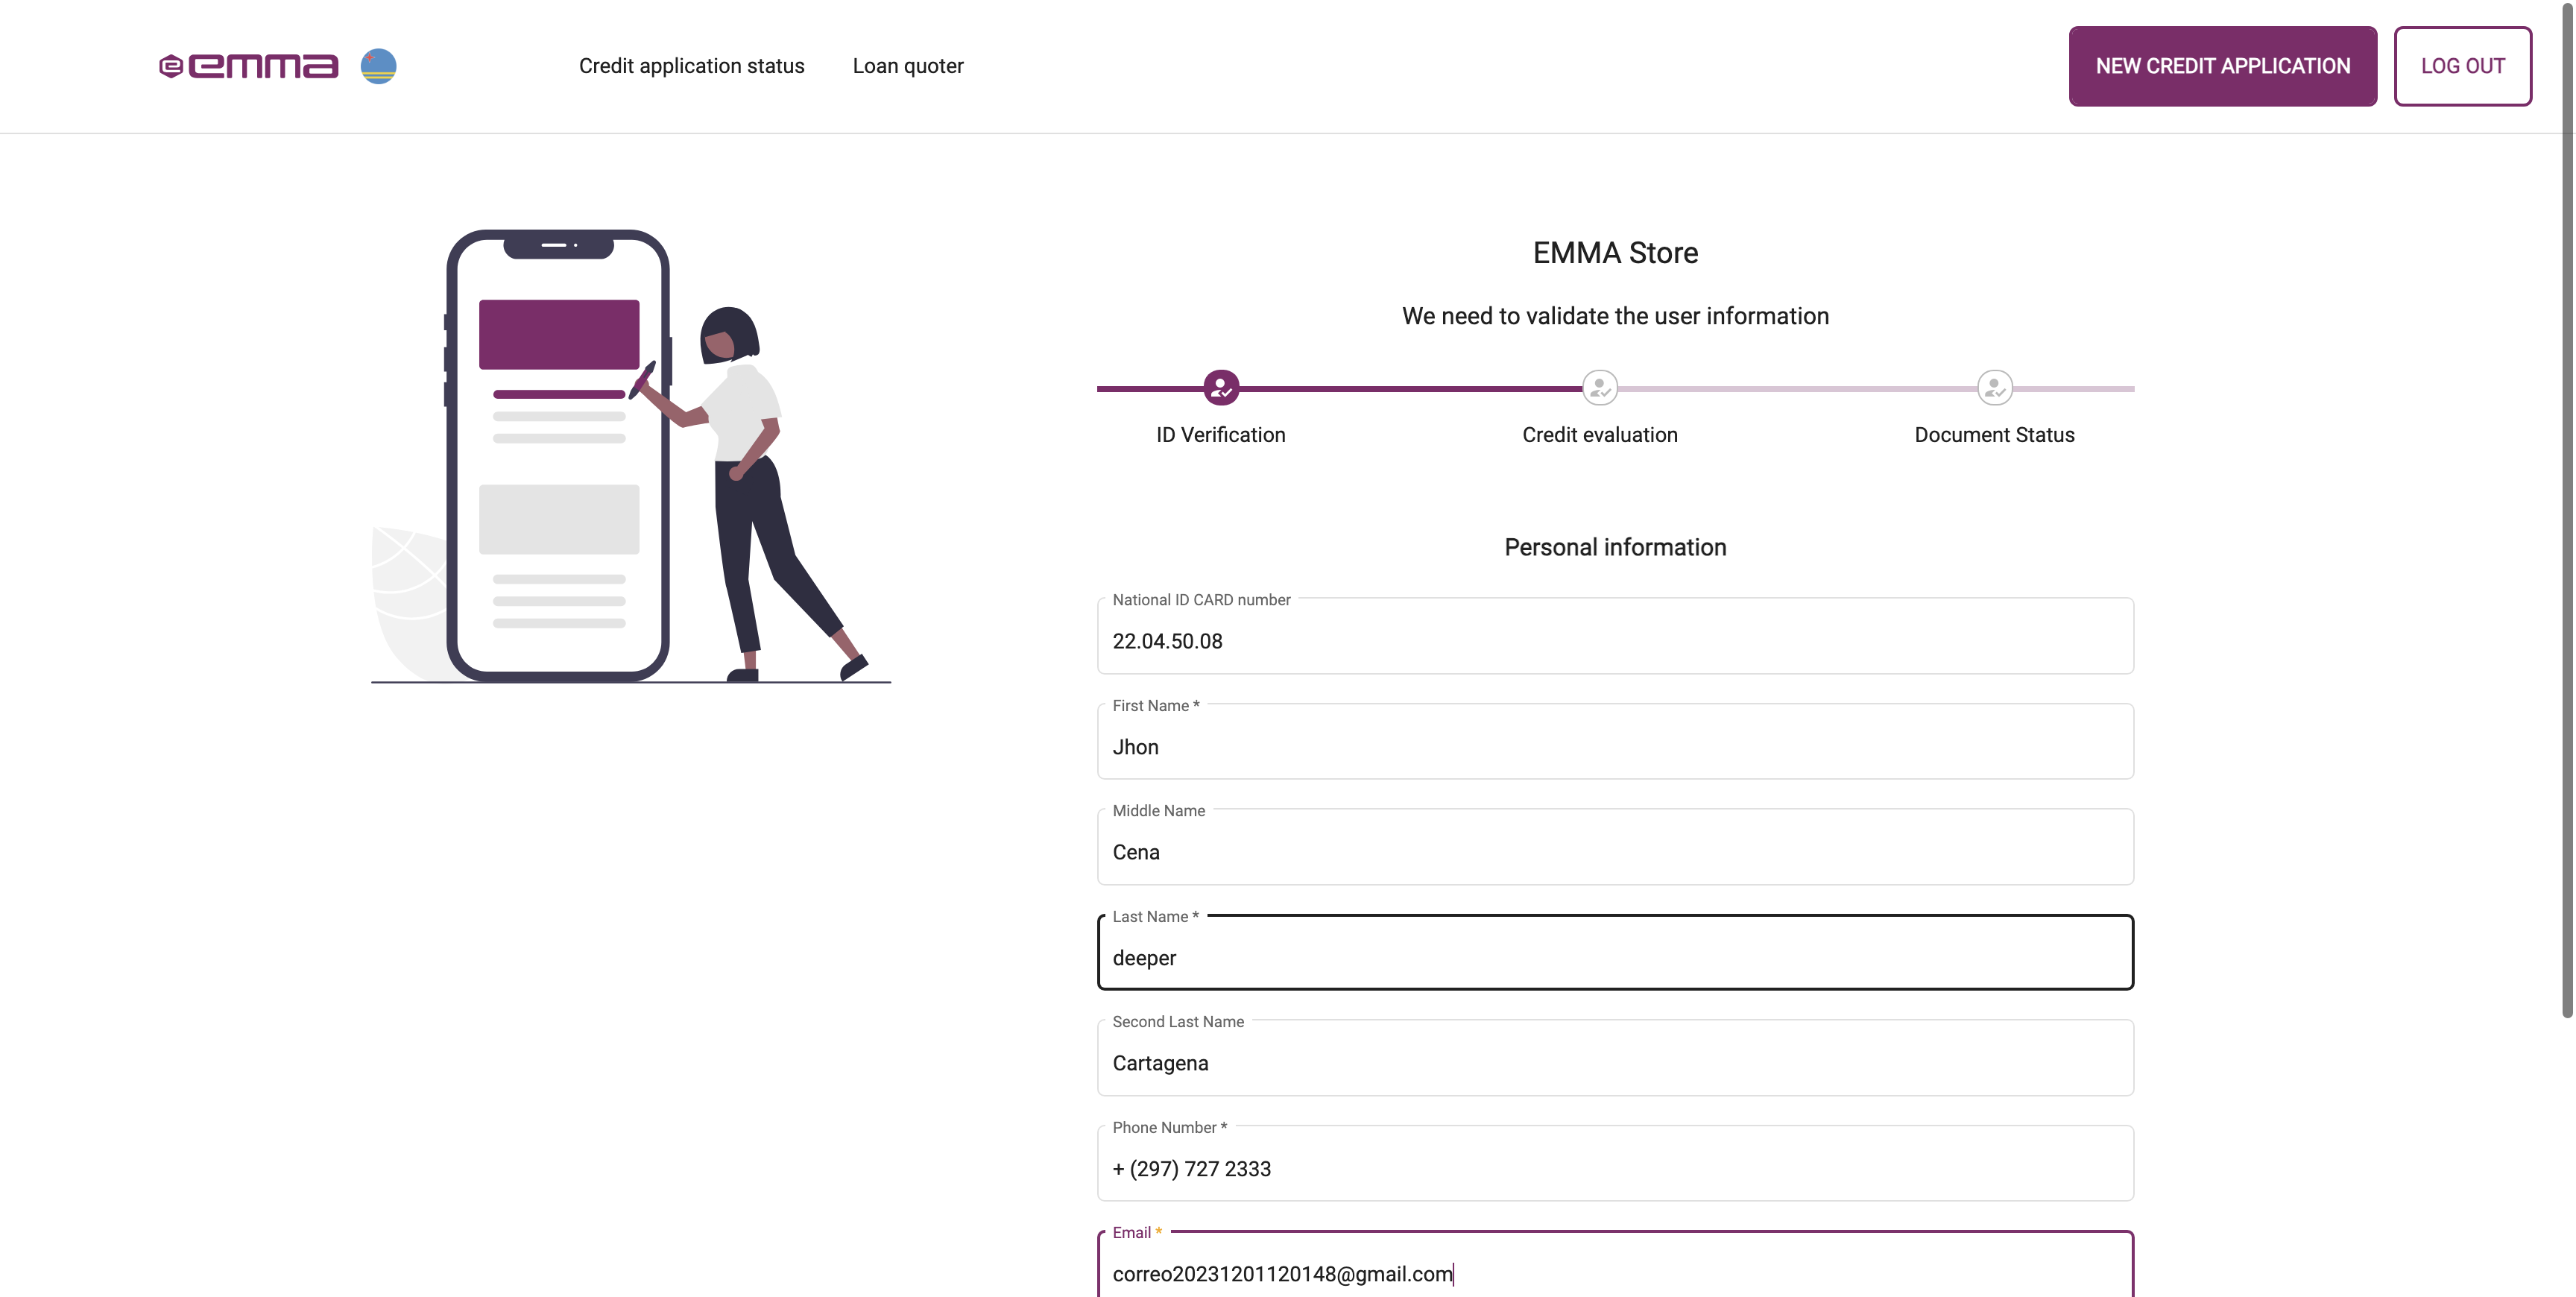 emma
Credit application status
Loan quoter
NEW CREDIT APPLICATION
LOG OUT
EMMA Store
We need to validate the user information
ID Verification
Credit evaluation
Document Status
Personal information
National ID CARD number
22.04.50.08
First Name *
Jhon
Middle Name
Cena
Last Name *
deeper
Second Last Name
Cartagena
Phone Number *
+ (297) 727 2333
Email *
correo20231201120148@gmail.com